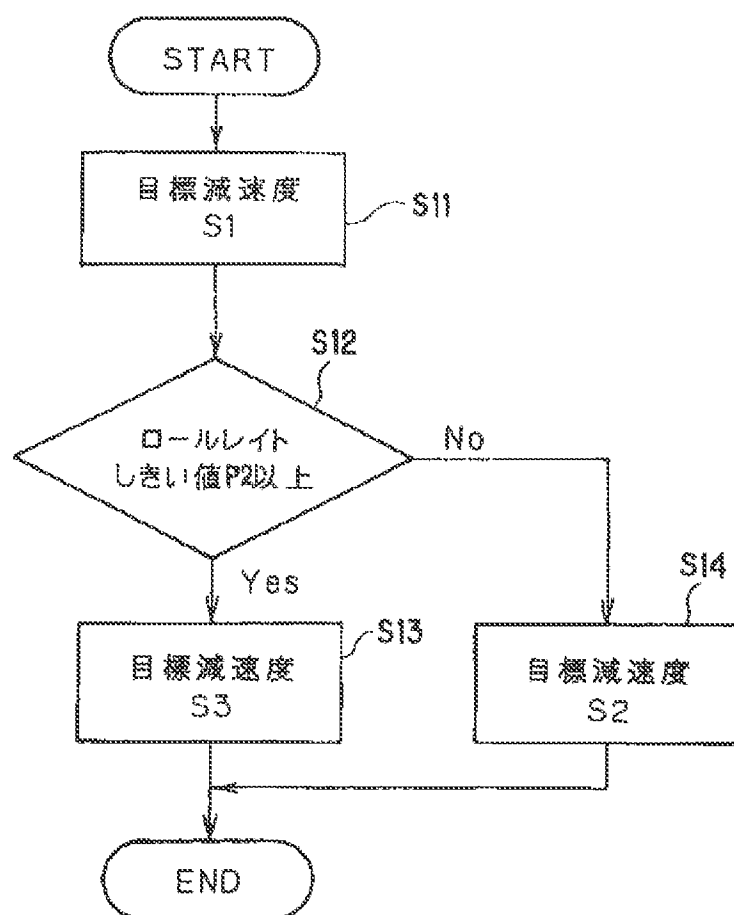 START
目標減速度
S1
S11
S12
ロールレイト
しきい値P2以上
No
Yes
S13
目標減速度
S3
S14
目標減速度
S2
END